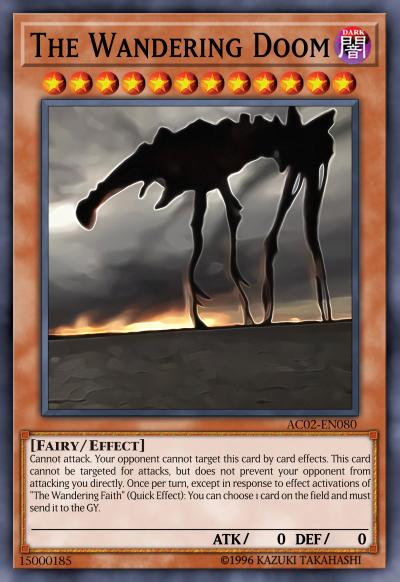 THE WANDERING DOOM
DARK
闇
AC02-EN080
[FAIRY/EFFECT]
Cannot attack. Your opponent cannot target this card by card effects. This card
cannot be targeted for attacks, but does not prevent your opponent from
attacking you directly. Once per turn, except in response to effect activations of
"The Wandering Faith" (Quick Effect): You can choose 1 card on the field and must
send it to the GY.
ATK/ 0 DEF/ 0
15000185 ©1996 KAZUKI TAKAHASHI